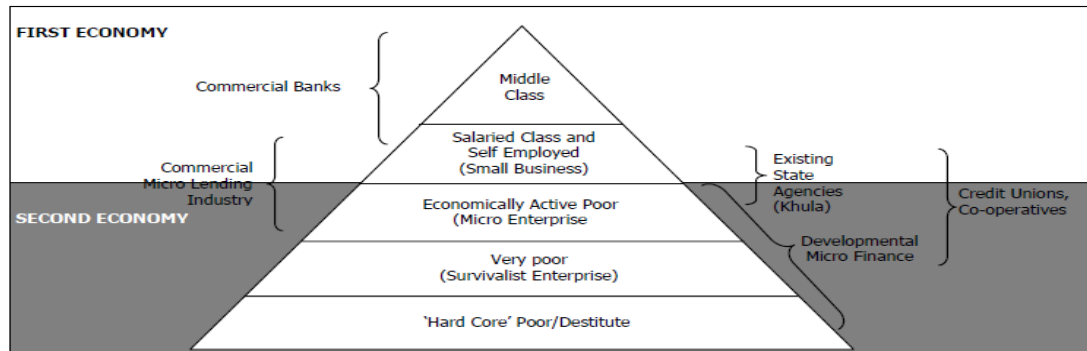 FIRST ECONOMY
Commercial Banks
Middle
Class
Salaried Class and
Self Employed
(Small Business)
Commercial
Micro Lending
Industry
Existing
State
Agencies
(Khula)
Credit Unions,
Co-operatives
SECOND ECONOMY
Economically Active Poor
(Micro Enterprise
Developmental
Micro Finance
Very poor
(Survivalist Enterprise)
‘Hard Core’ Poor/Destitute